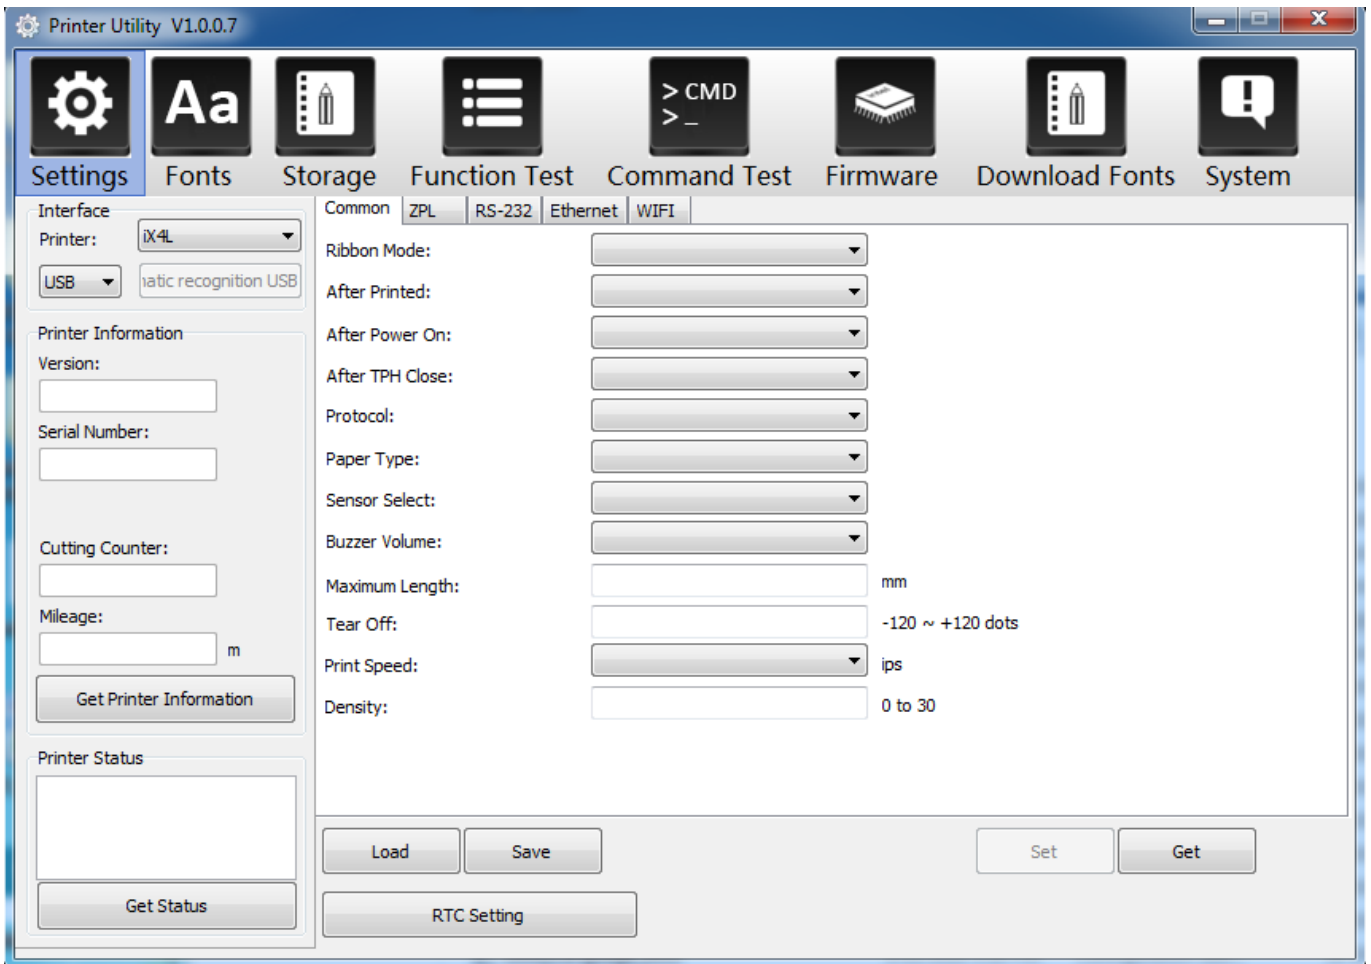 Printer Utility V1.0.0.7
Aa
> CMD
> _
Settings
Fonts
Storage
Function Test
Command Test
Firmware
Download Fonts
System
Interface
Printer:
iX4L
USB
natic recognition USB
Printer Information
Version:
Serial Number:
Cutting Counter:
Mileage:
m
Get Printer Information
Printer Status
Get Status
Common
ZPL
RS-232
Ethernet
WIFI
Ribbon Mode:
After Printed:
After Power On:
After TPH Close:
Protocol:
Paper Type:
Sensor Select:
Buzzer Volume:
Maximum Length:
mm
Tear Off:
-120 ~ +120 dots
Print Speed:
ips
Density:
0 to 30
Load
Save
Set
Get
RTC Setting